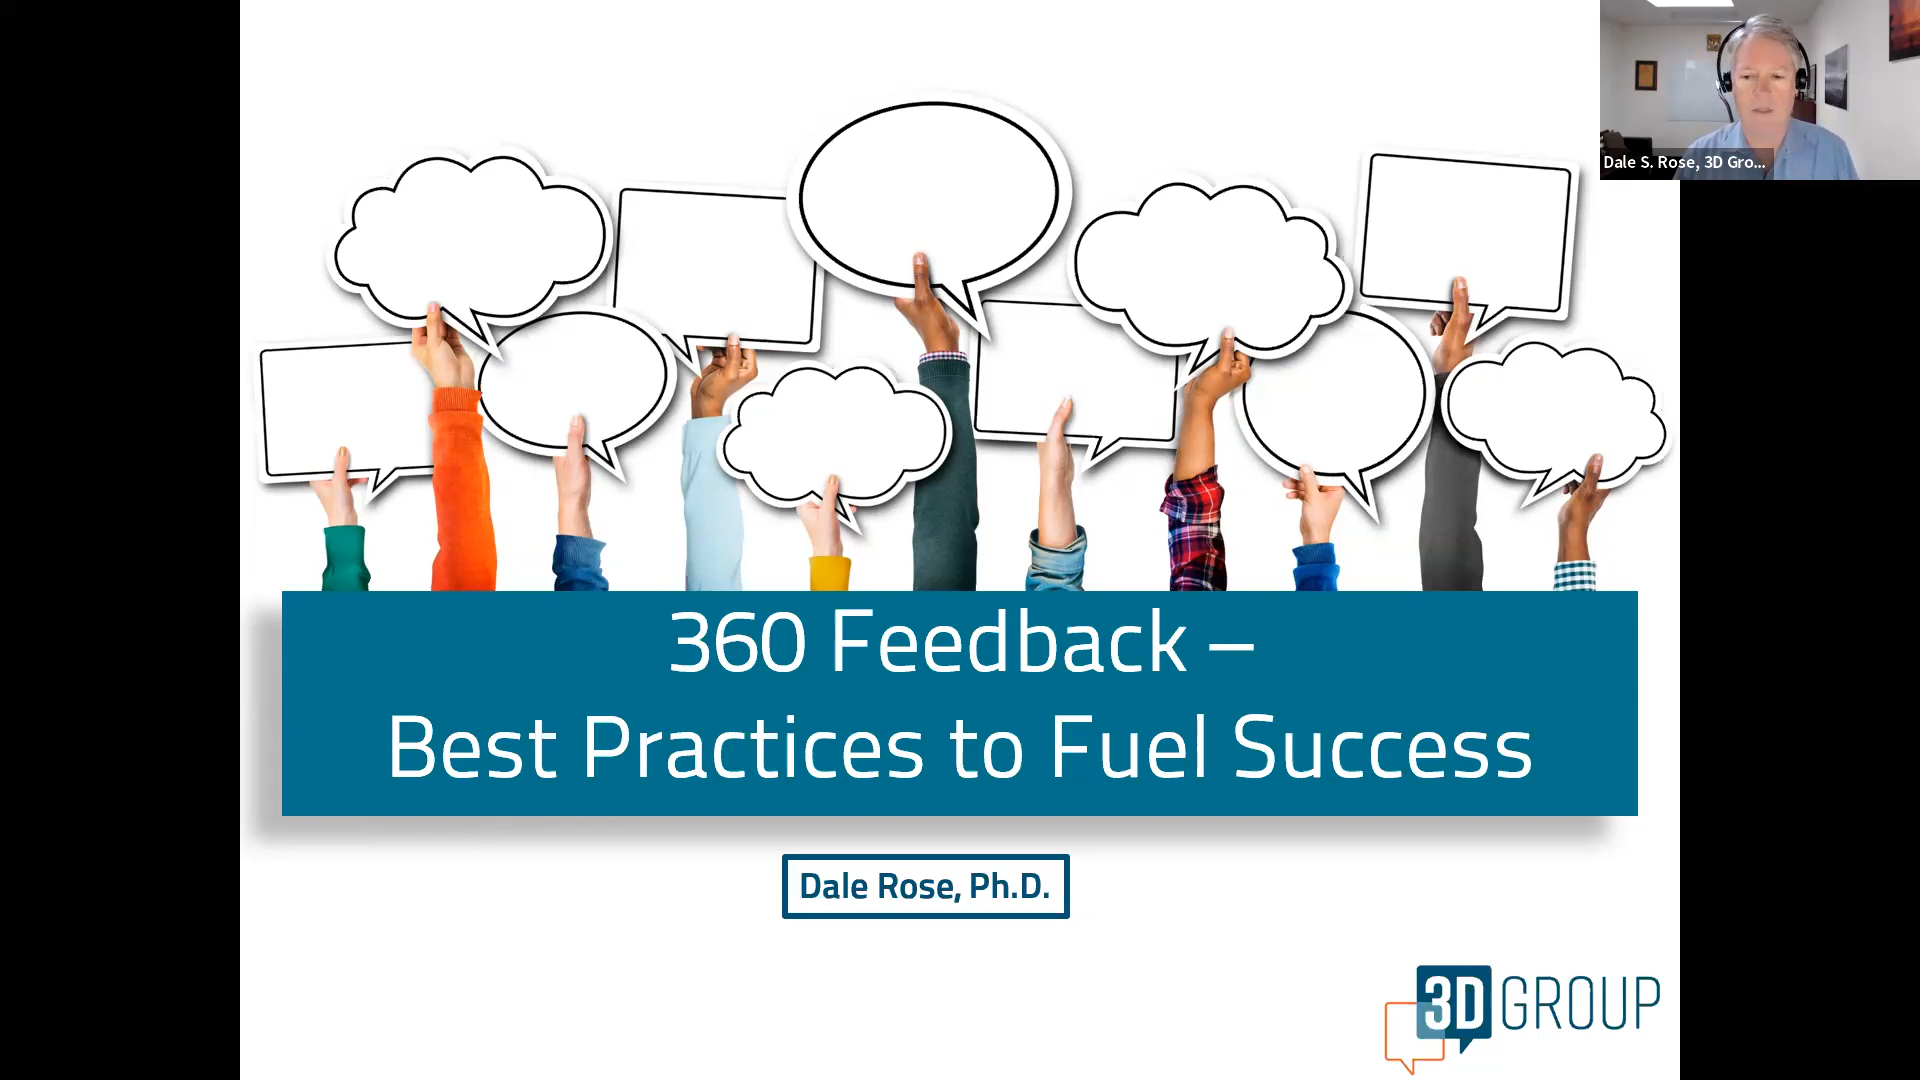 Dale S. Rose, 3D Gro...
360 Feedback –
Best Practices to Fuel Success
Dale Rose, Ph.D.
3D GROUP